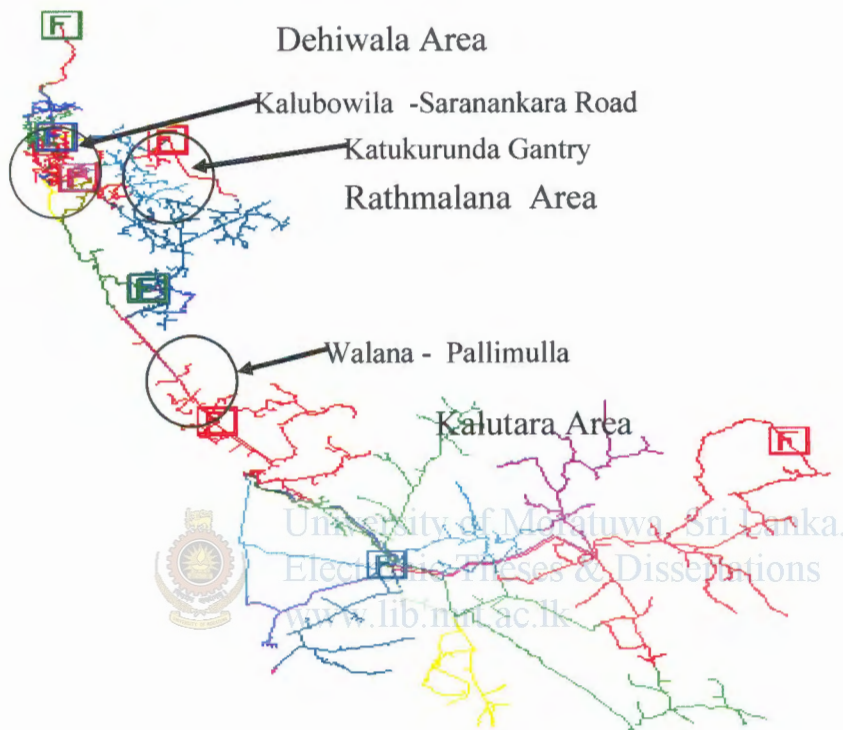 F
Dehiwala Area
Kalubowila -Saranankara Road
F
F
Katukurunda Gantry
F
Rathmalana Area
F
Walana - Pallimulla
F
Kalutara Area
F
University of Moratuwa, Sri Lanka.
Electronic Theses & Dissertations
www.lib.mrt.ac.lk
F